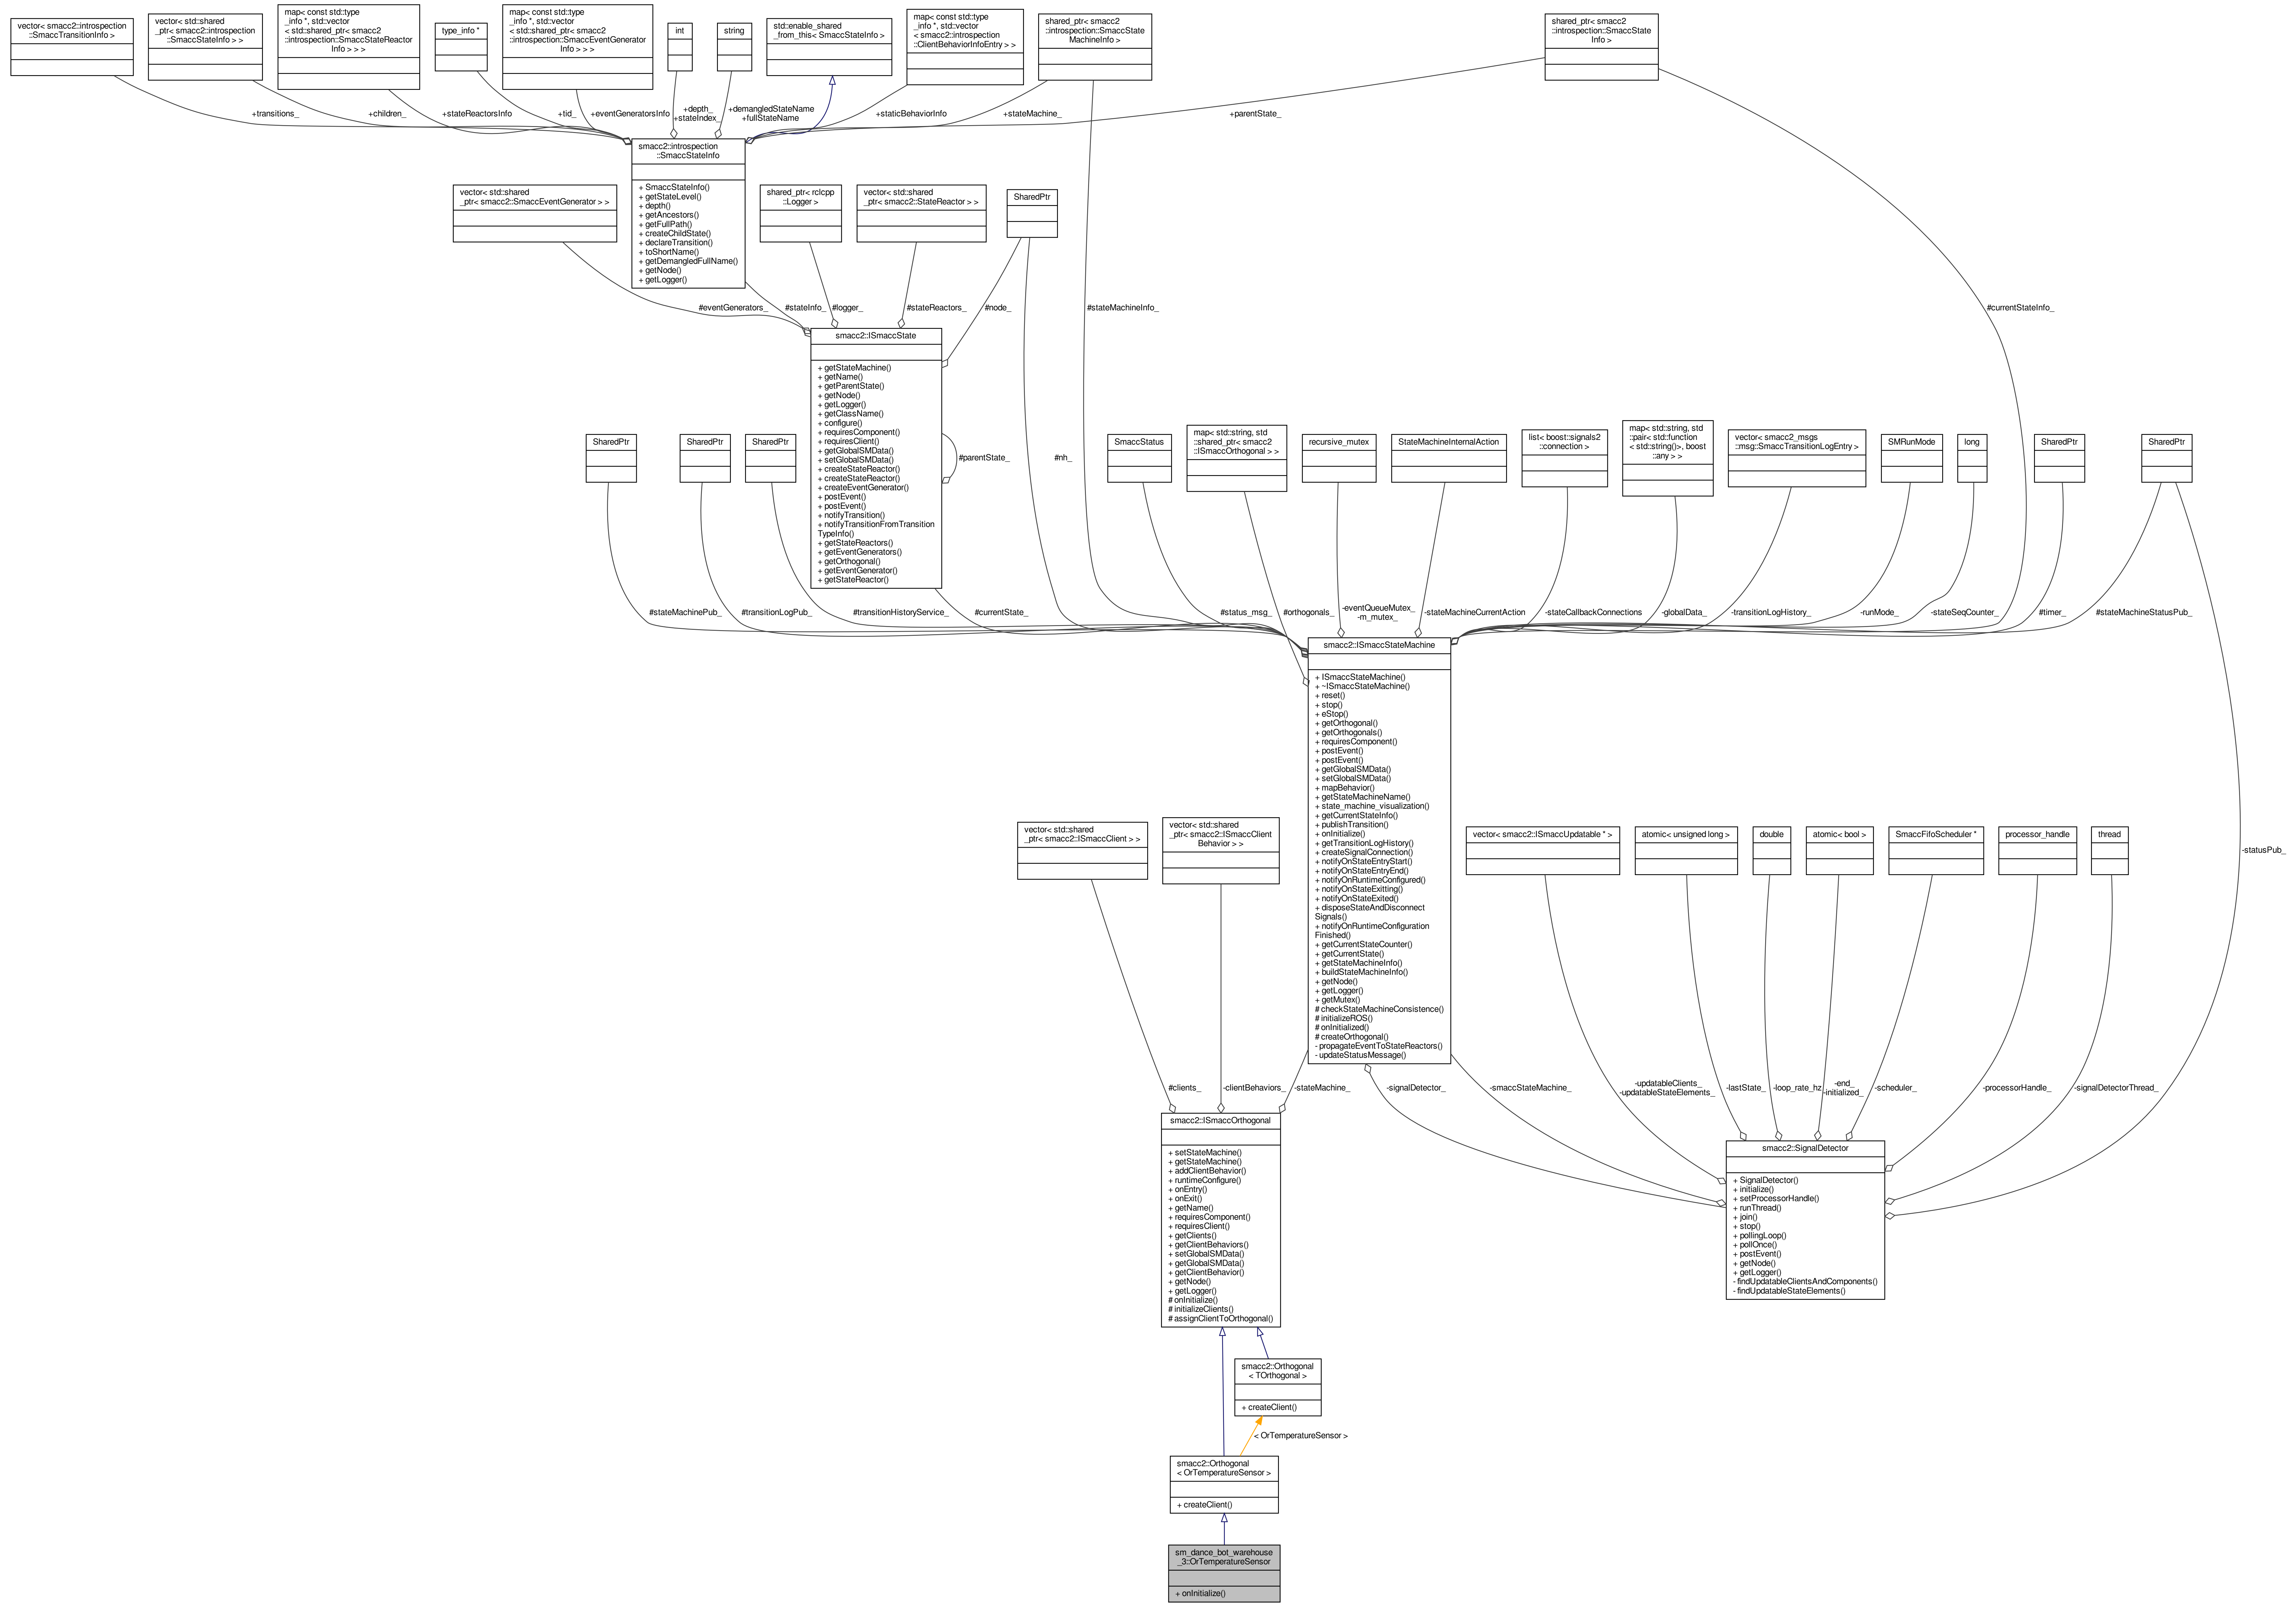 vector< smacc2::introspection
::SmaccTransitionInfo >
vector< std::shared
_ptr< smacc2::introspection
::SmaccStateInfo > >
map< const std::type
_info *, std::vector
< std::shared_ptr< smacc2
::introspection::SmaccStateReactor
Info > > >
type_info *
map< const std::type
_info *, std::vector
< std::shared_ptr< smacc2
::introspection::SmaccEventGenerator
Info > > >
int
string
std::enable_shared
_from_this< SmaccStateInfo >
map< const std::type
_info *, std::vector
< smacc2::introspection
::ClientBehaviorInfoEntry > >
shared_ptr< smacc2
::introspection::SmaccState
MachineInfo >
shared_ptr< smacc2
::introspection::SmaccState
Info >
+transitions_
+children_
+stateReactorsInfo
+tid_
+eventGeneratorsInfo
+depth_
+stateIndex_
+demangledStateName
+fullStateName
+staticBehaviorInfo
+stateMachine_
+parentState_
smacc2::introspection
::SmaccStateInfo
+ SmaccStateInfo()
+ getStateLevel()
+ depth()
+ getAncestors()
+ getFullPath()
+ createChildState()
+ declareTransition()
+ toShortName()
+ getDemangledFullName()
+ getNode()
+ getLogger()
vector< std::shared
_ptr< smacc2::SmaccEventGenerator > >
shared_ptr< rclcpp
::Logger >
vector< std::shared
_ptr< smacc2::StateReactor > >
SharedPtr
#eventGenerators_
#stateInfo_
#logger_
#stateReactors_
#node_
#stateMachineInfo_
#currentStateInfo_
smacc2::ISmaccState
+ getStateMachine()
+ getName()
+ getParentState()
+ getNode()
+ getLogger()
+ getClassName()
+ configure()
+ requiresComponent()
+ requiresClient()
+ getGlobalSMData()
+ setGlobalSMData()
+ createStateReactor()
+ createStateReactor()
+ createEventGenerator()
+ postEvent()
+ postEvent()
+ notifyTransition()
+ notifyTransitionFromTransition
TypeInfo()
+ getStateReactors()
+ getEventGenerators()
+ getOrthogonal()
+ getEventGenerator()
+ getStateReactor()
#parentState_
#nh_
SharedPtr
SharedPtr
SharedPtr
SmaccStatus
map< std::string, std
::shared_ptr< smacc2
::ISmaccOrthogonal > >
recursive_mutex
StateMachineInternalAction
list< boost::signals2
::connection >
map< std::string, std
::pair< std::function
< std::string()>, boost
::any > >
vector< smacc2_msgs
::msg::SmaccTransitionLogEntry >
SMRunMode
long
SharedPtr
SharedPtr
#stateMachinePub_
#transitionLogPub_
#transitionHistoryService_
#currentState_
#status_msg_
#orthogonals_
-eventQueueMutex_
-m_mutex_
-stateMachineCurrentAction
-stateCallbackConnections
-globalData_
-transitionLogHistory_
-runMode_
-stateSeqCounter_
#timer_
#stateMachineStatusPub_
smacc2::ISmaccStateMachine
+ ISmaccStateMachine()
+ ~ISmaccStateMachine()
+ reset()
+ stop()
+ eStop()
+ getOrthogonal()
+ getOrthogonals()
+ requiresComponent()
+ postEvent()
+ postEvent()
+ getGlobalSMData()
+ setGlobalSMData()
+ mapBehavior()
+ getStateMachineName()
+ state_machine_visualization()
+ getCurrentStateInfo()
+ publishTransition()
+ onInitialize()
+ getTransitionLogHistory()
+ createSignalConnection()
+ notifyOnStateEntryStart()
+ notifyOnStateEntryEnd()
+ notifyOnRuntimeConfigured()
+ notifyOnStateExitting()
+ notifyOnStateExited()
+ disposeStateAndDisconnect
Signals()
+ notifyOnRuntimeConfiguration
Finished()
+ getCurrentStateCounter()
+ getCurrentState()
+ getStateMachineInfo()
+ buildStateMachineInfo()
+ getNode()
+ getLogger()
+ getMutex()
# checkStateMachineConsistence()
# initializeROS()
# onInitialized()
# createOrthogonal()
- propagateEventToStateReactors()
- updateStatusMessage()
vector< std::shared
_ptr< smacc2::ISmaccClient > >
vector< std::shared
_ptr< smacc2::ISmaccClient
Behavior > >
vector< smacc2::ISmaccUpdatable * >
atomic< unsigned long >
double
atomic< bool >
SmaccFifoScheduler *
processor_handle
thread
-statusPub_
#clients_
-clientBehaviors_
-stateMachine_
-signalDetector_
-smaccStateMachine_
-updatableClients_
-updatableStateElements_
-lastState_
-loop_rate_hz
-end_
-initialized_
-scheduler_
-processorHandle_
-signalDetectorThread_
smacc2::ISmaccOrthogonal
+ setStateMachine()
+ getStateMachine()
+ addClientBehavior()
+ runtimeConfigure()
+ onEntry()
+ onExit()
+ getName()
+ requiresComponent()
+ requiresClient()
+ getClients()
+ getClientBehaviors()
+ setGlobalSMData()
+ getGlobalSMData()
+ getClientBehavior()
+ getNode()
+ getLogger()
# onInitialize()
# initializeClients()
# assignClientToOrthogonal()
smacc2::SignalDetector
+ SignalDetector()
+ initialize()
+ setProcessorHandle()
+ runThread()
+ join()
+ stop()
+ pollingLoop()
+ pollOnce()
+ postEvent()
+ getNode()
+ getLogger()
- findUpdatableClientsAndComponents()
- findUpdatableStateElements()
smacc2::Orthogonal
< TOrthogonal >
+ createClient()
< OrTemperatureSensor >
smacc2::Orthogonal
< OrTemperatureSensor >
+ createClient()
sm_dance_bot_warehouse
_3::OrTemperatureSensor
+ onInitialize()